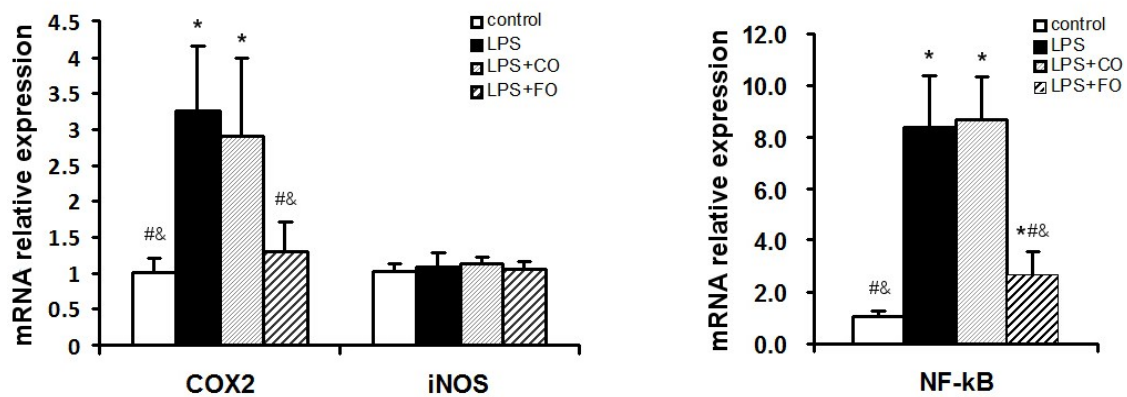 mRNA relative expression
4.5
4
3.5
3
2.5
2
1.5
1
0.5
0
#&
*
*
#&
COX2
iNOS
control
LPS
LPS+CO
LPS+FO
mRNA relative expression
12.0
10.0
8.0
6.0
4.0
2.0
0.0
#&
*
*
*#&
NF-kB
control
LPS
LPS+CO
LPS+FO